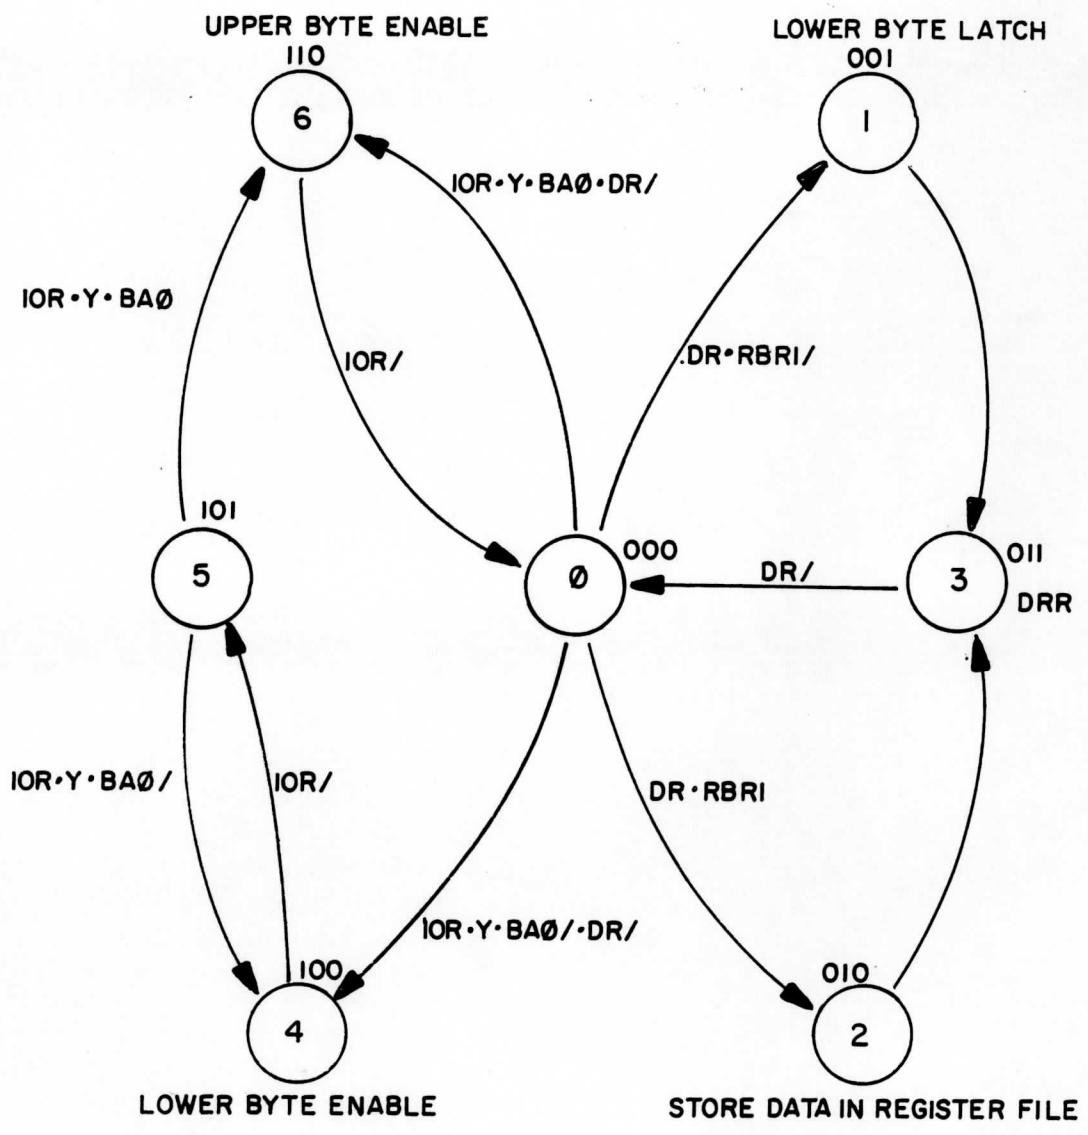 UPPER BYTE ENABLE
110
6
LOWER BYTE LATCH
001
1
IOR•Y•BAØ•DR/
IOR•Y•BAØ
IOR/
DR•RBRI/
101
5
000
Ø
DR/
011
3
DRR
IOR•Y•BAØ/
IOR/
DR•RBRI
IOR•Y•BAØ/•DR/
100
4
LOWER BYTE ENABLE
010
2
STORE DATA IN REGISTER FILE